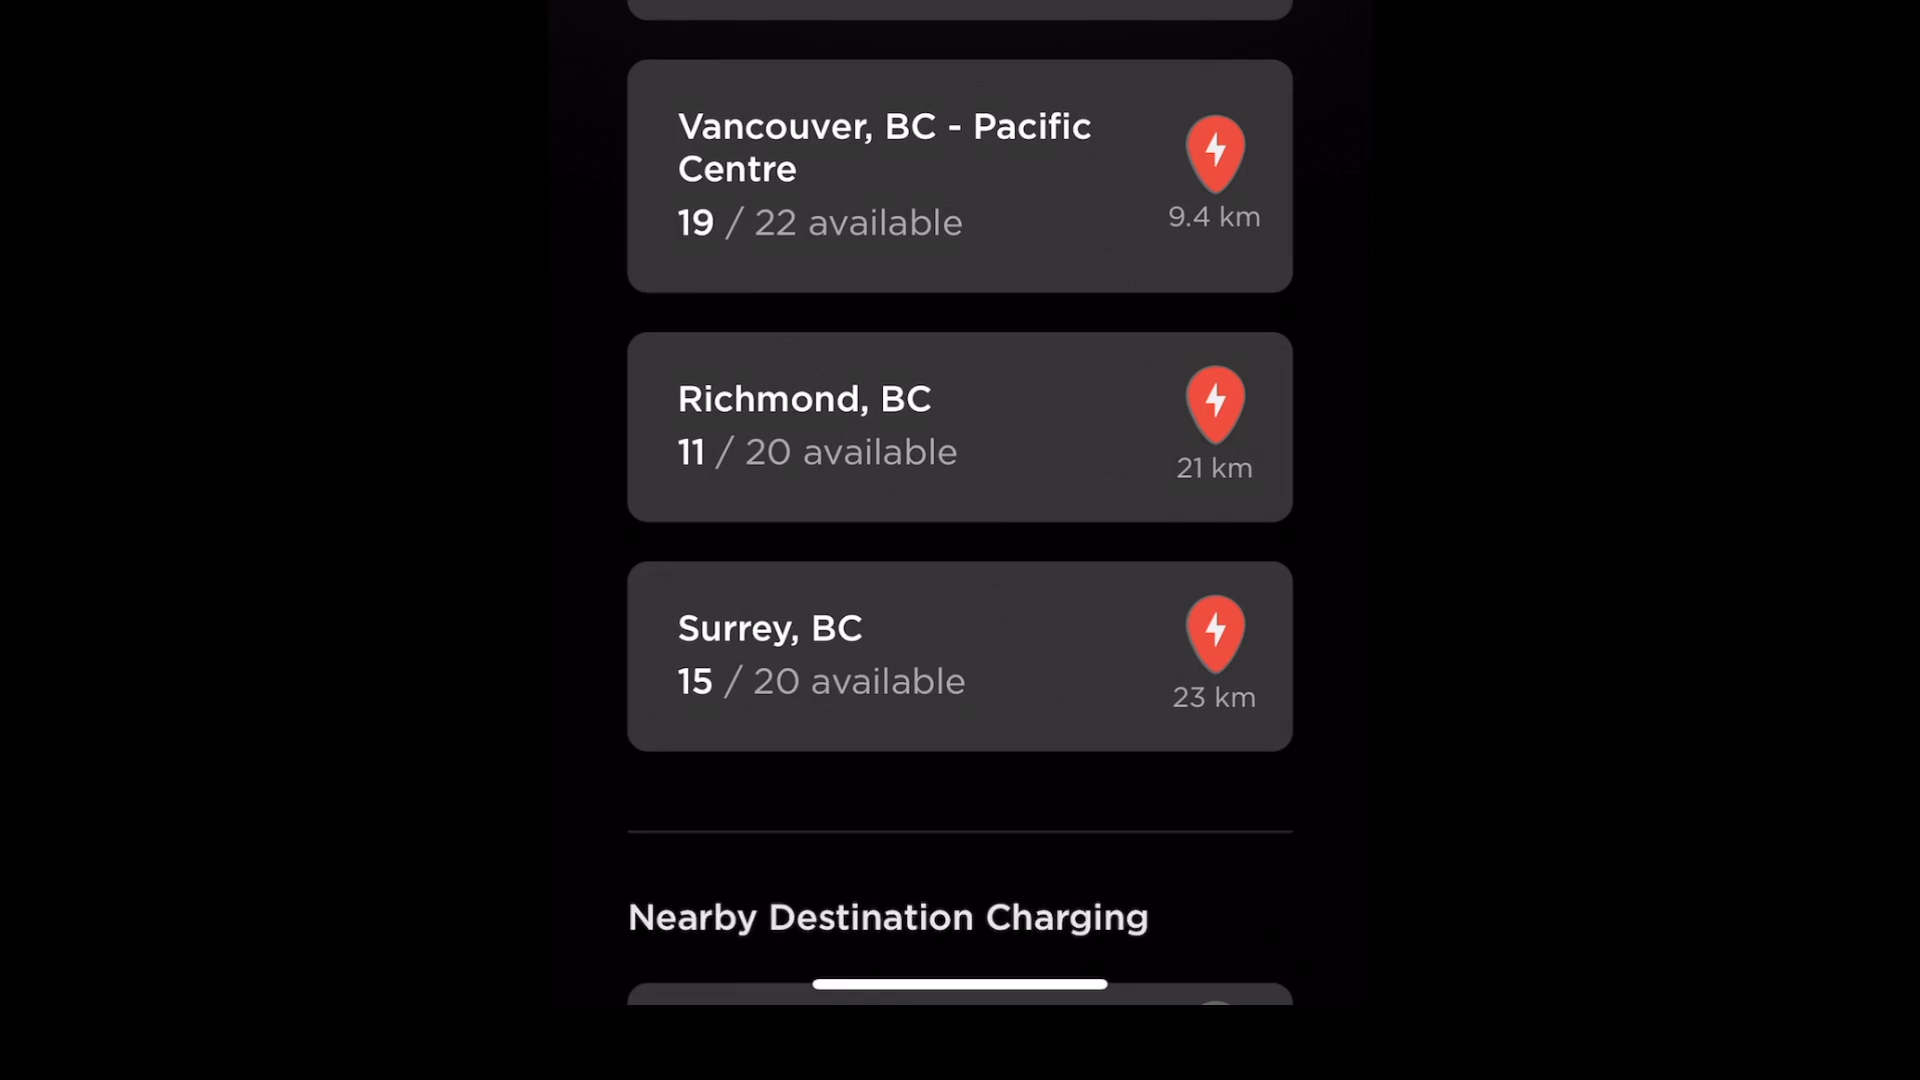 Vancouver, BC - Pacific
Centre
19 / 22 available
9.4 km
Richmond, BC
11 / 20 available
21 km
Surrey, BC
15 / 20 available
23 km
Nearby Destination Charging